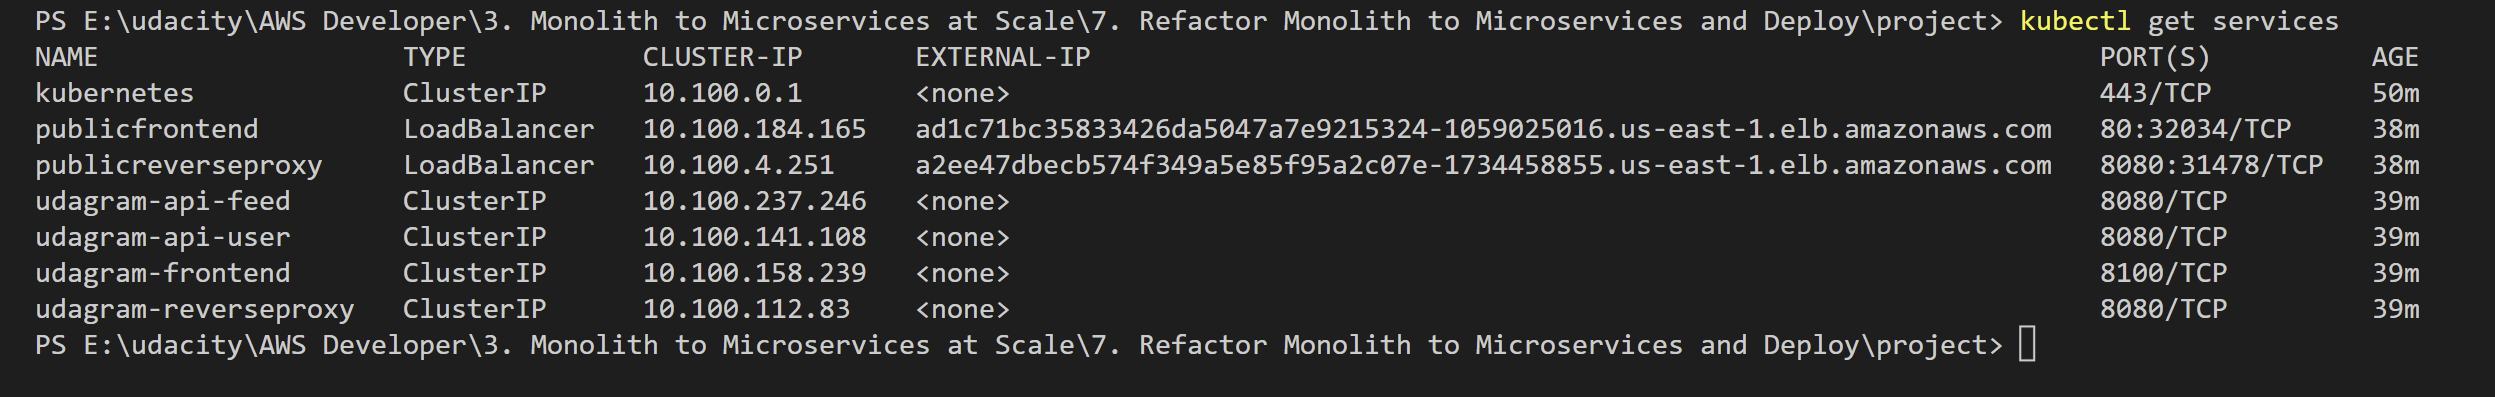 PS E:\udacity\AWS Developer\3. Monolith to Microservices at Scale\7. Refactor Monolith to Microservices and Deploy\project> kubectl get services
NAME TYPE CLUSTER-IP EXTERNAL-IP PORT(S) AGE
kubernetes ClusterIP 10.100.0.1 <none> 443/TCP 50m
publicfrontend LoadBalancer 10.100.184.165 ad1c71bc35833426da5047a7e9215324-1059025016.us-east-1.elb.amazonaws.com 80:32034/TCP 38m
publicreverseproxy LoadBalancer 10.100.4.251 a2ee47dbecb574f349a5e85f95a2c07e-1734458855.us-east-1.elb.amazonaws.com 8080:31478/TCP 38m
udagram-api-feed ClusterIP 10.100.237.246 <none> 8080/TCP 39m
udagram-api-user ClusterIP 10.100.141.108 <none> 8080/TCP 39m
udagram-frontend ClusterIP 10.100.158.239 <none> 8100/TCP 39m
udagram-reverseproxy ClusterIP 10.100.112.83 <none> 8080/TCP 39m
PS E:\udacity\AWS Developer\3. Monolith to Microservices at Scale\7. Refactor Monolith to Microservices and Deploy\project>